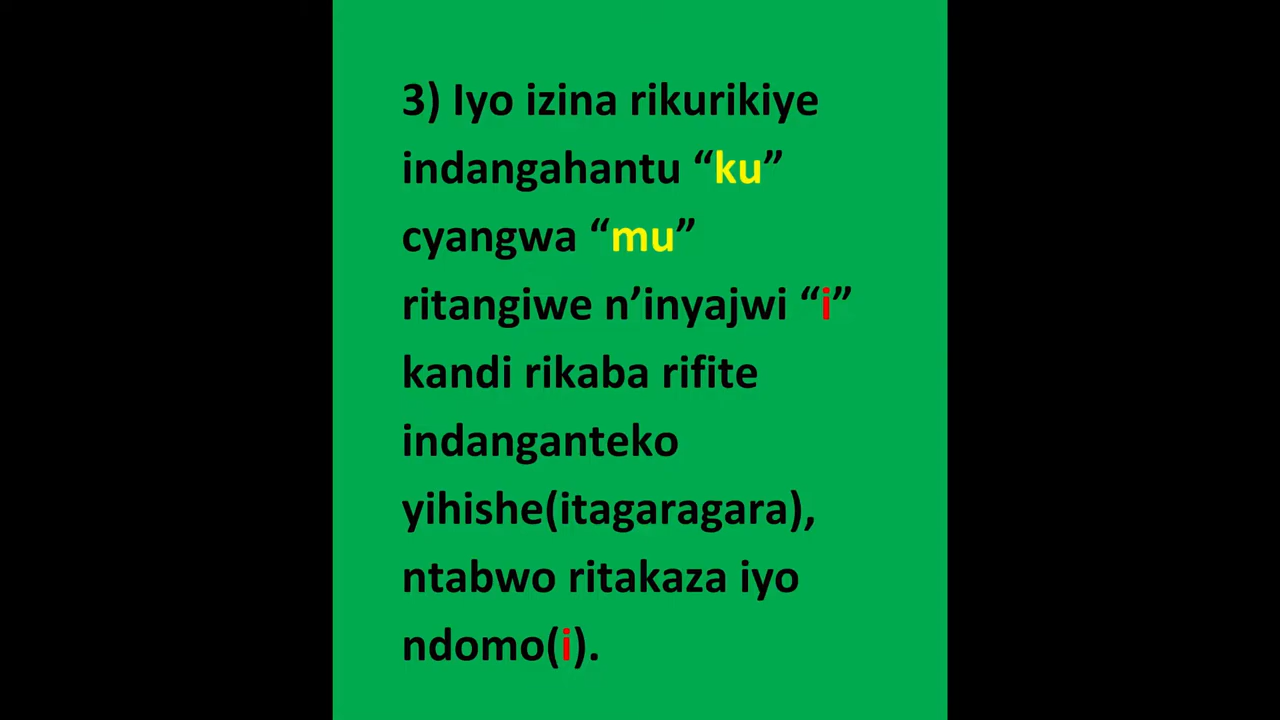 3) Iyo izina rikurikiye
indangahantu “ku”
cyangwa “mu”
ritangiwe n’inyajwi “i”
kandi rikaba rifite
indanganteko
yihishe(itagaragara),
ntabwo ritakaza iyo
ndomo(i).